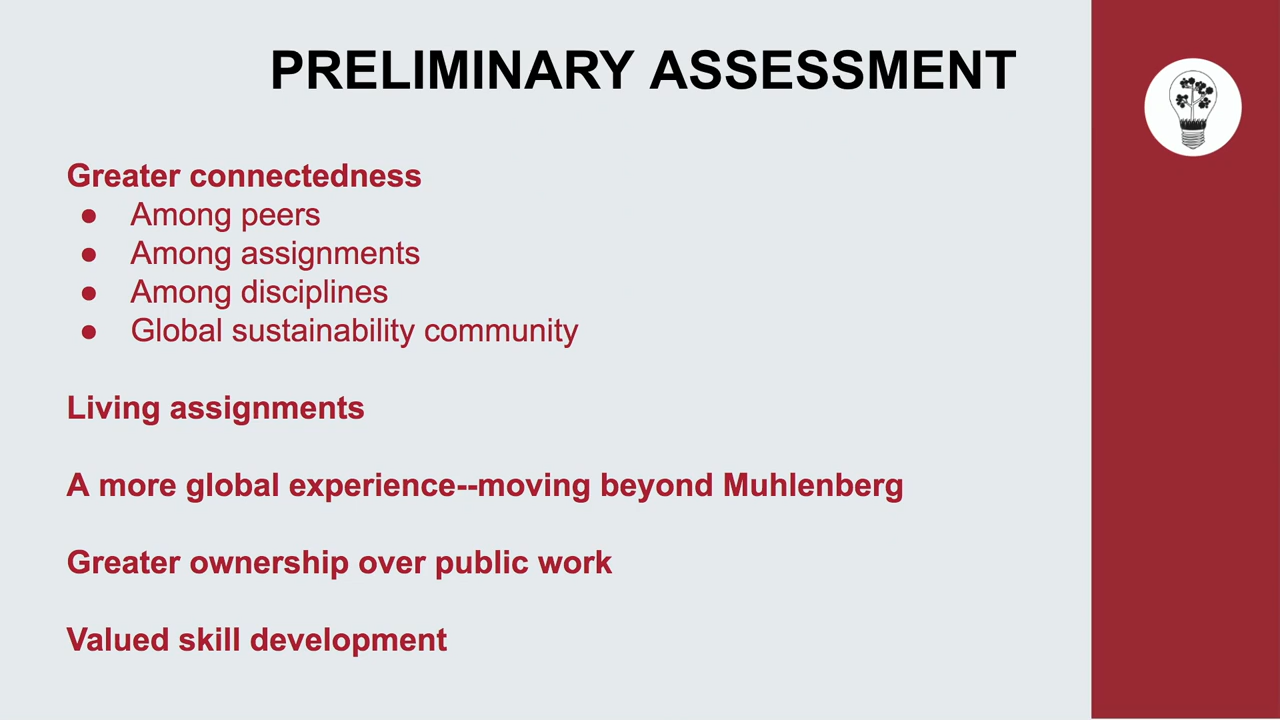 PRELIMINARY ASSESSMENT
Greater connectedness
● Among peers
● Among assignments
● Among disciplines
● Global sustainability community
Living assignments
A more global experience--moving beyond Muhlenberg
Greater ownership over public work
Valued skill development